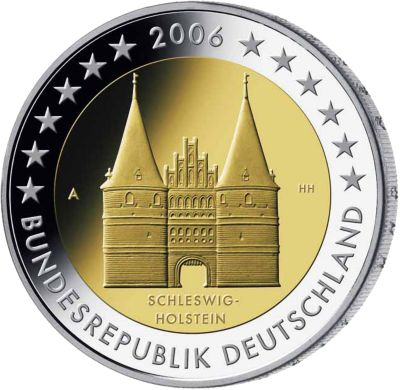 2006
A
HH
SCHLESWIG-
HOLSTEIN
BUNDESREPUBLIK DEUTSCHLAND